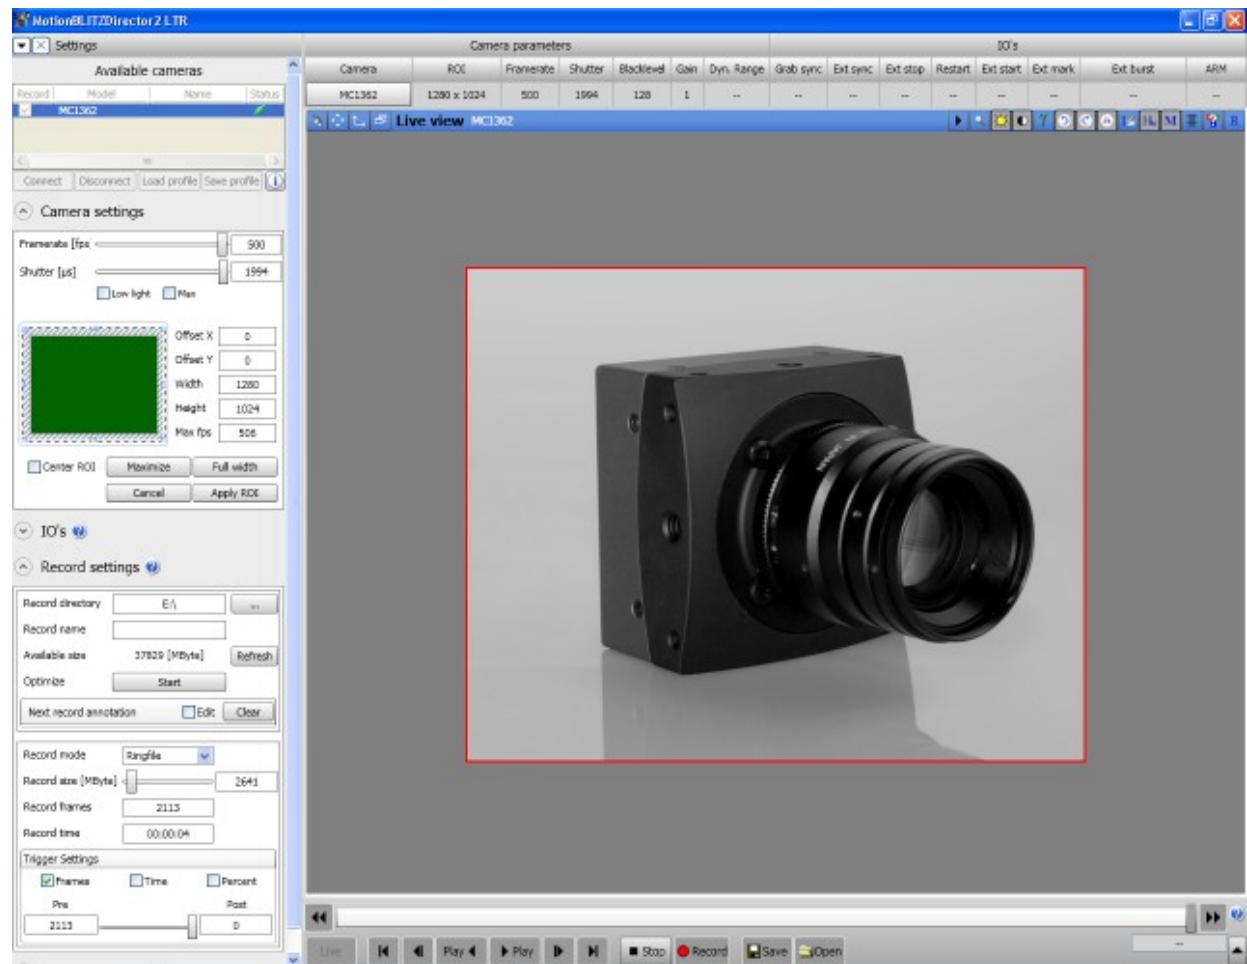 MotionBLITZDirector2 LTR
Settings
Camera parameters
IO's
Available cameras
Camera ROI Framerate Shutter Blacklevel Gain Dyn. Range Grab sync Ext sync Ext stop Restart Ext start Ext mark Ext burst ARM
Record Model Name Status
MC1362
MC1362 1280 x 1024 500 1994 128 1 -- -- -- -- -- -- -- -- --
Live view MC1362
Connect Disconnect Load profile Save profile
Camera settings
Framerate [fps 500
Shutter [µs] 1994
Low light Max
Offset X 0
Offset Y 0
Width 1280
Height 1024
Max fps 506
Center ROI Maximize Full width
Cancel Apply ROI
IO's
Record settings
Record directory E:\ ...
Record name
Available size 37829 [MByte] Refresh
Optimize Start
Next record annotation Edit Clear
Record mode Ringfile
Record size [MByte] 2641
Record frames 2113
Record time 00:00:04
Trigger Settings
Frames Time Percent
Pre Post
2113 0
Live Play Play Stop Record Save Open --